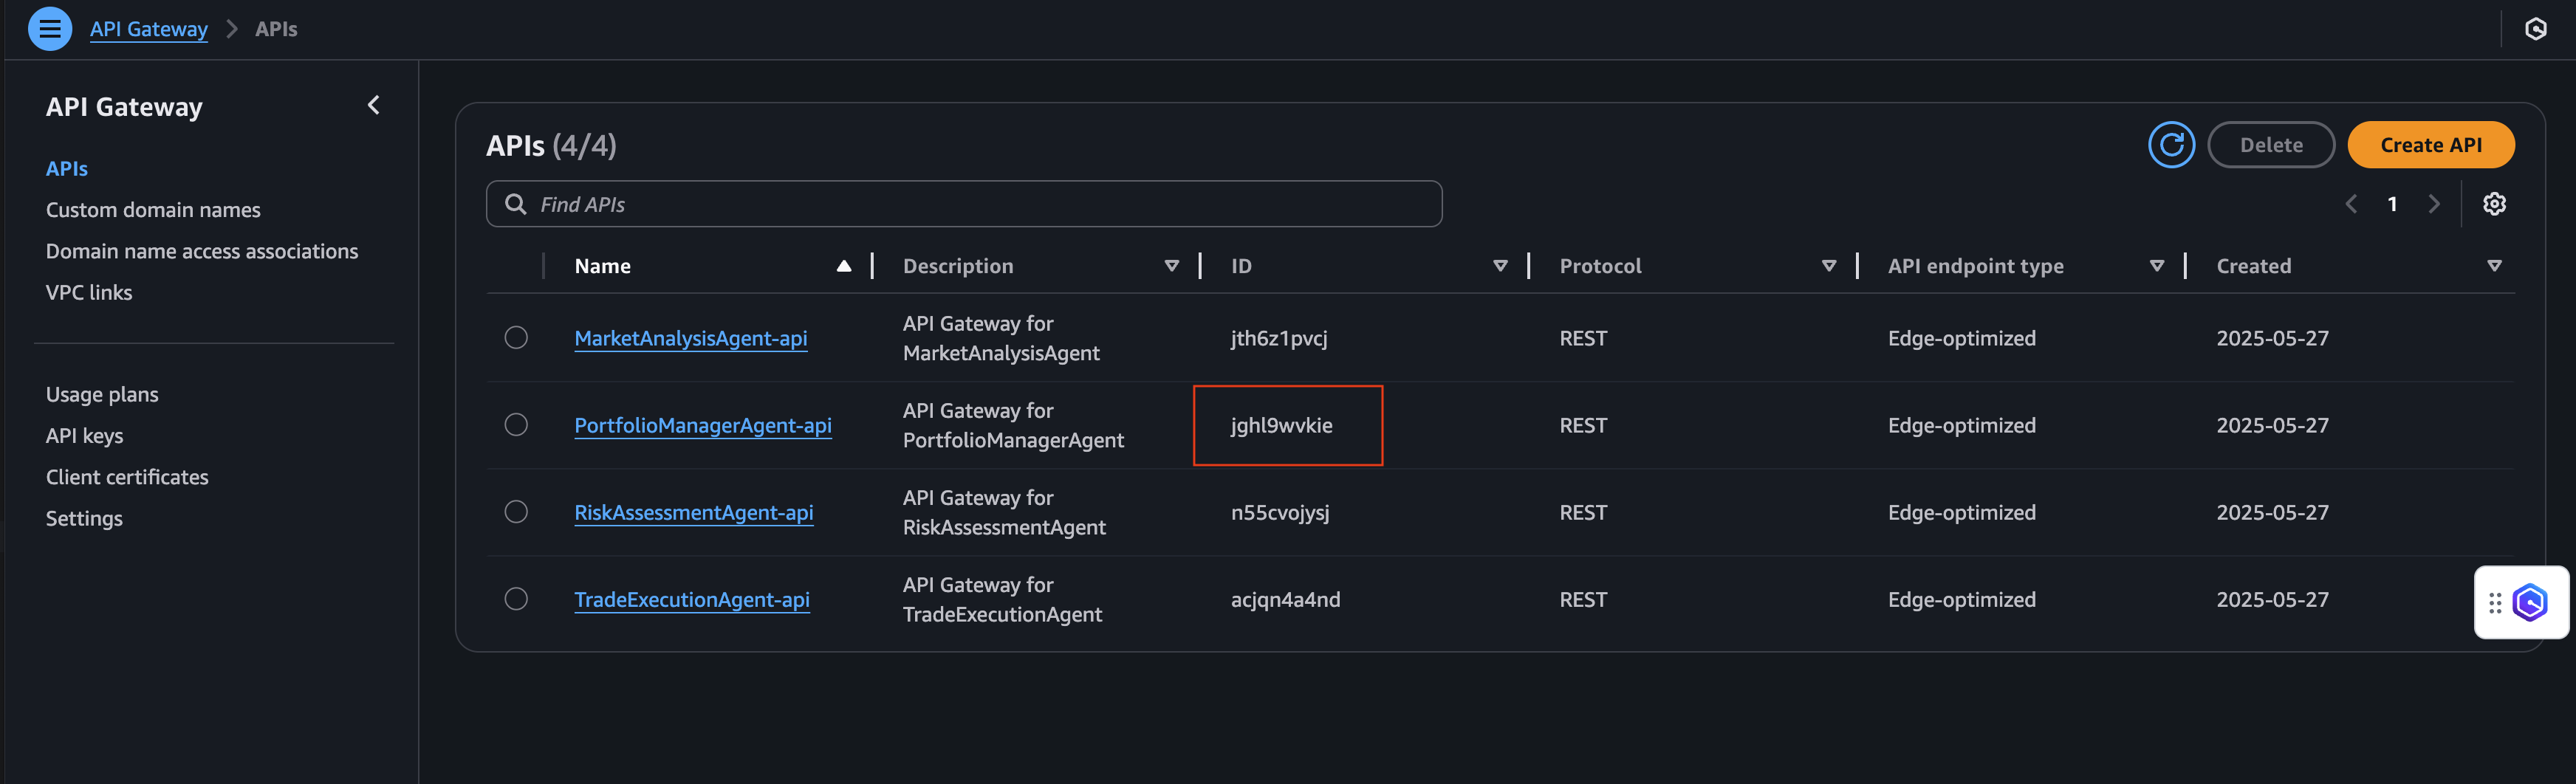 API Gateway > APIs
API Gateway
APIs
Custom domain names
Domain name access associations
VPC links
Usage plans
API keys
Client certificates
Settings
APIs (4/4)
Delete
Create API
Find APIs
1
Name Description ID Protocol API endpoint type Created
MarketAnalysisAgent-api API Gateway for jth6z1pvcj REST Edge-optimized 2025-05-27
MarketAnalysisAgent
PortfolioManagerAgent-api API Gateway for jghl9wvkie REST Edge-optimized 2025-05-27
PortfolioManagerAgent
RiskAssessmentAgent-api API Gateway for n55cvojysj REST Edge-optimized 2025-05-27
RiskAssessmentAgent
TradeExecutionAgent-api API Gateway for acjqn4a4nd REST Edge-optimized 2025-05-27
TradeExecutionAgent